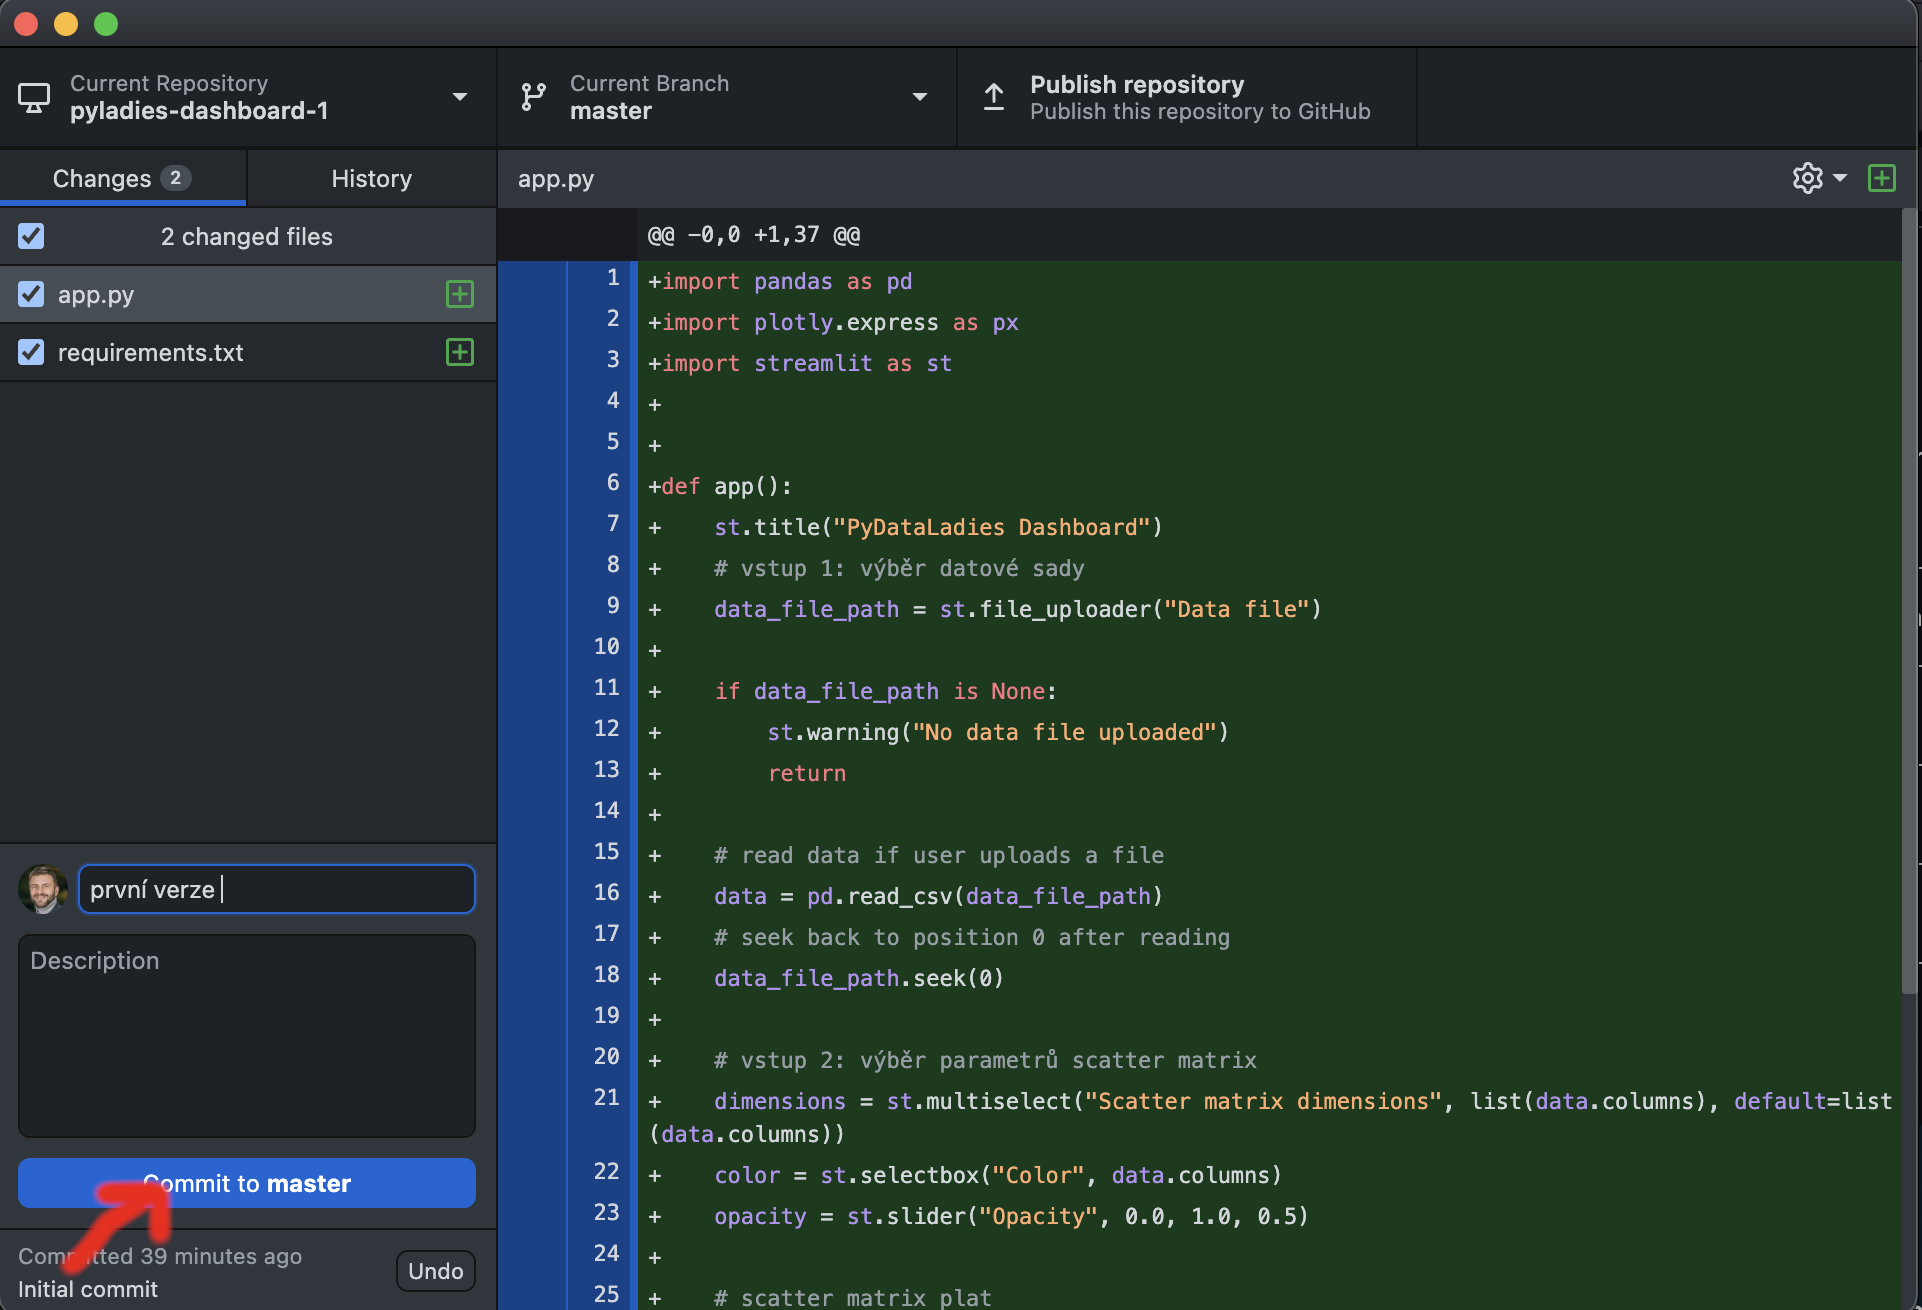 Current Repository
pyladies-dashboard-1
Current Branch
master
Publish repository
Publish this repository to GitHub
Changes 2
History
2 changed files
app.py
requirements.txt
první verze
Description
Commit to master
Committed 39 minutes ago
Initial commit
Undo
app.py
@@ -0,0 +1,37 @@
1 +import pandas as pd
2 +import plotly.express as px
3 +import streamlit as st
4 +
5 +
6 +def app():
7 +    st.title("PyDataLadies Dashboard")
8 +    # vstup 1: výběr datové sady
9 +    data_file_path = st.file_uploader("Data file")
10 +
11 +    if data_file_path is None:
12 +        st.warning("No data file uploaded")
13 +        return
14 +
15 +    # read data if user uploads a file
16 +    data = pd.read_csv(data_file_path)
17 +    # seek back to position 0 after reading
18 +    data_file_path.seek(0)
19 +
20 +    # vstup 2: výběr parametrů scatter matrix
21 +    dimensions = st.multiselect("Scatter matrix dimensions", list(data.columns), default=list
(data.columns))
22 +    color = st.selectbox("Color", data.columns)
23 +    opacity = st.slider("Opacity", 0.0, 1.0, 0.5)
24 +
25 +    # scatter matrix plat